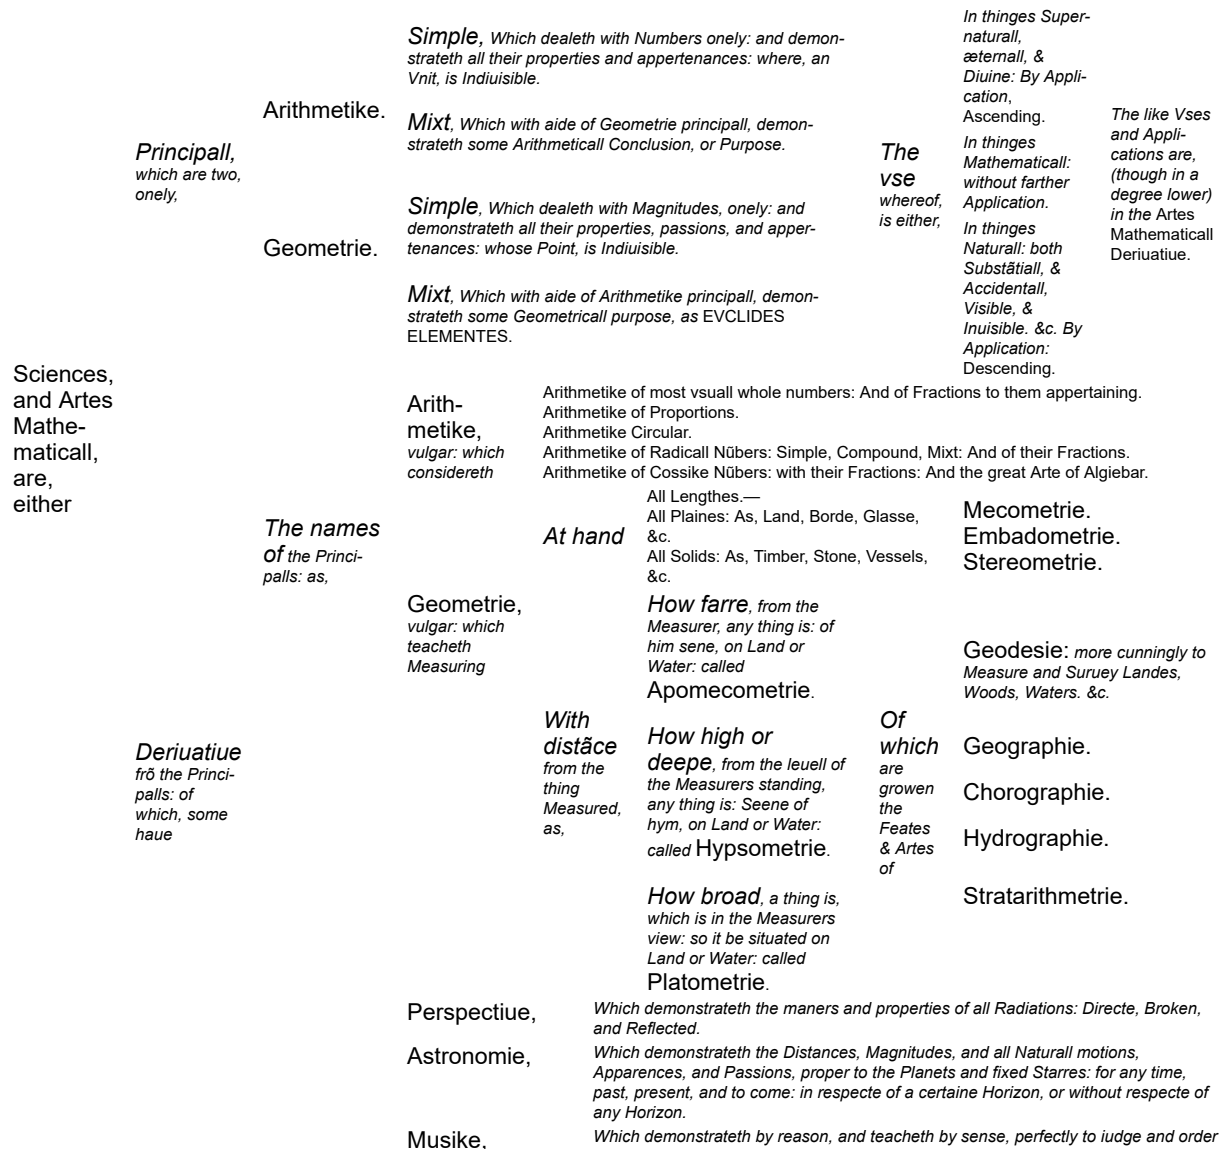 Sciences,
and Artes
Mathe-
maticall,
are,
either
Principall,
which are two,
onely,
Arithmetike.
Simple, Which dealeth with Numbers onely: and demon-
strateth all their properties and appertenances: where, an
Vnit, is Indiuisible.
Mixt, Which with aide of Geometrie principall, demon-
strateth some Arithmeticall Conclusion, or Purpose.
Geometrie.
Simple, Which dealeth with Magnitudes, onely: and
demonstrateth all their properties, passions, and apper-
tenances: whose Point, is Indiuisible.
Mixt, Which with aide of Arithmetike principall, demon-
strateth some Geometricall purpose, as EVCLIDES
ELEMENTES.
The
vse
whereof,
is either,
In thinges Super-
naturall,
æternall, &
Diuine: By Appli-
cation,
Ascending.
In thinges
Mathematicall:
without farther
Application.
In thinges
Naturall: both
Substãtiall, &
Accidentall,
Visible, &
Inuisible. &c. By
Application:
Descending.
The like Vses
and Appli-
cations are,
(though in a
degree lower)
in the Artes
Mathematicall
Deriuatiue.
Deriuatiue
frõ the Princi-
palls: of
which, some
haue
The names
of the Princi-
palls: as,
Arith-
metike,
vulgar: which
considereth
Arithmetike of most vsuall whole numbers: And of Fractions to them appertaining.
Arithmetike of Proportions.
Arithmetike Circular.
Arithmetike of Radicall Nũbers: Simple, Compound, Mixt: And of their Fractions.
Arithmetike of Cossike Nũbers: with their Fractions: And the great Arte of Algiebar.
Geometrie,
vulgar: which
teacheth
Measuring
At hand
All Lengthes.—
All Plaines: As, Land, Borde, Glasse,
&c.
All Solids: As, Timber, Stone, Vessels,
&c.
Mecometrie.
Embadometrie.
Stereometrie.
With
distãce
from the
thing
Measured,
as,
How farre, from the
Measurer, any thing is: of
him sene, on Land or
Water: called
Apomecometrie.
How high or
deepe, from the leuell of
the Measurers standing,
any thing is: Seene of
hym, on Land or Water:
called Hypsometrie.
How broad, a thing is,
which is in the Measurers
view: so it be situated on
Land or Water: called
Platometrie.
Of
which
are
growen
the
Feates
& Artes
of
Geodesie: more cunningly to
Measure and Suruey Landes,
Woods, Waters. &c.
Geographie.
Chorographie.
Hydrographie.
Stratarithmetrie.
Perspectiue,
Which demonstrateth the maners and properties of all Radiations: Directe, Broken,
and Reflected.
Astronomie,
Which demonstrateth the Distances, Magnitudes, and all Naturall motions,
Apparences, and Passions, proper to the Planets and fixed Starres: for any time,
past, present, and to come: in respecte of a certaine Horizon, or without respecte of
any Horizon.
Musike,
Which demonstrateth by reason, and teacheth by sense, perfectly to iudge and order